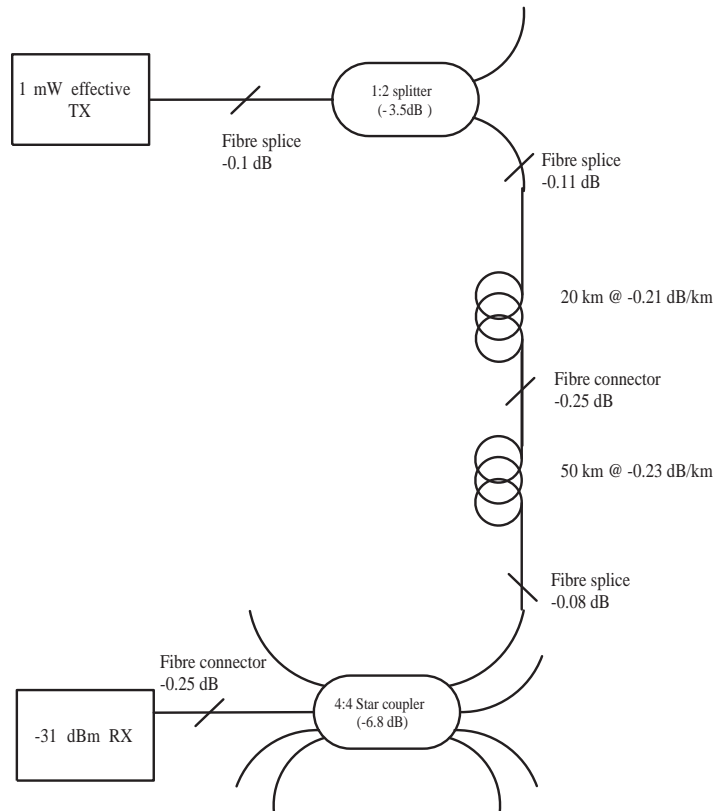 1 mW effective
TX
Fibre splice
-0.1 dB
1:2 splitter
(- 3.5dB )
Fibre splice
-0.11 dB
20 km @ -0.21 dB/km
Fibre connector
-0.25 dB
50 km @ -0.23 dB/km
Fibre splice
-0.08 dB
Fibre connector
-0.25 dB
4:4 Star coupler
(-6.8 dB)
-31 dBm RX